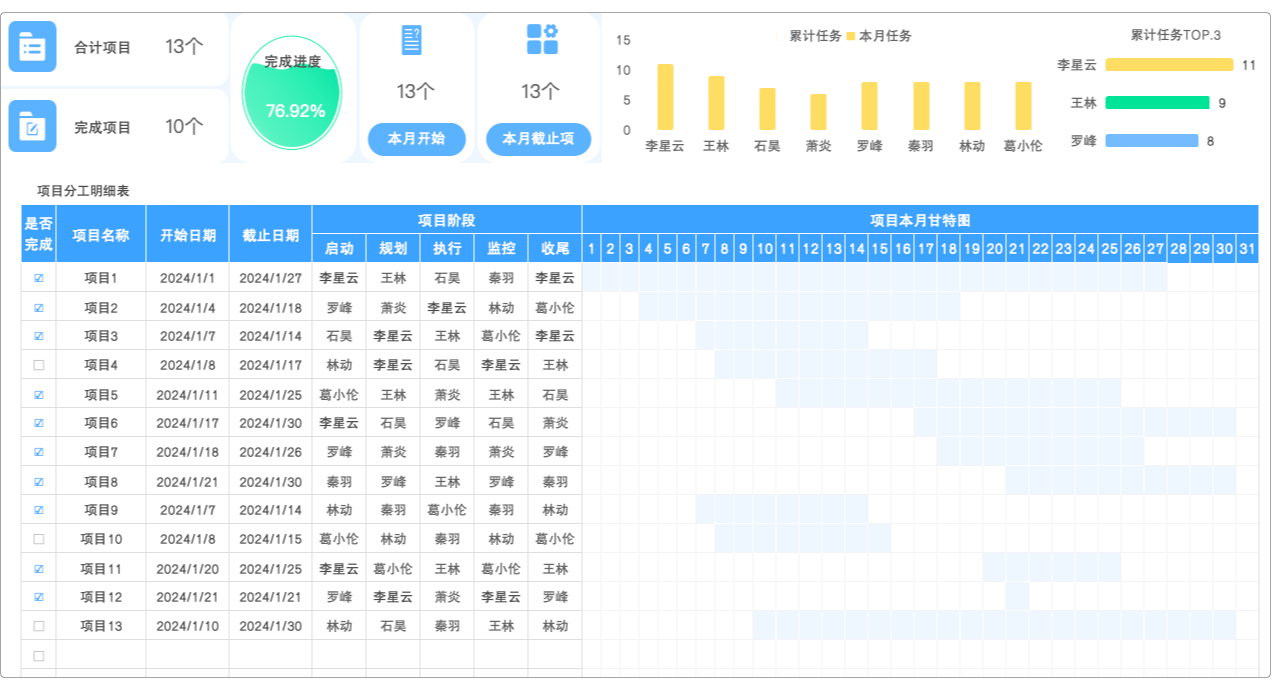 合计项目 13个
完成项目 10个
完成进度
76.92%
13个
本月开始
13个
本月截止项
累计任务 本月任务
15
10
5
0
李星云 王林 石昊 萧炎 罗峰 秦羽 林动 葛小伦
累计任务TOP.3
李星云 11
王林 9
罗峰 8
项目分工明细表
是否完成 项目名称 开始日期 截止日期 项目阶段 项目本月甘特图
启动 规划 执行 监控 收尾 1 2 3 4 5 6 7 8 9 10 11 12 13 14 15 16 17 18 19 20 21 22 23 24 25 26 27 28 29 30 31
☑ 项目1 2024/1/1 2024/1/27 李星云 王林 石昊 秦羽 李星云
☑ 项目2 2024/1/4 2024/1/18 罗峰 萧炎 李星云 林动 葛小伦
☑ 项目3 2024/1/7 2024/1/14 石昊 李星云 王林 葛小伦 李星云
☐ 项目4 2024/1/8 2024/1/17 林动 李星云 石昊 李星云 王林
☑ 项目5 2024/1/11 2024/1/25 葛小伦 王林 萧炎 王林 石昊
☑ 项目6 2024/1/17 2024/1/30 李星云 石昊 罗峰 石昊 萧炎
☑ 项目7 2024/1/18 2024/1/26 罗峰 萧炎 秦羽 萧炎 罗峰
☑ 项目8 2024/1/21 2024/1/30 秦羽 罗峰 王林 罗峰 秦羽
☑ 项目9 2024/1/7 2024/1/14 林动 秦羽 葛小伦 秦羽 林动
☐ 项目10 2024/1/8 2024/1/15 葛小伦 林动 秦羽 林动 葛小伦
☑ 项目11 2024/1/20 2024/1/25 李星云 葛小伦 王林 葛小伦 王林
☑ 项目12 2024/1/21 2024/1/21 罗峰 李星云 萧炎 李星云 罗峰
☐ 项目13 2024/1/10 2024/1/30 林动 石昊 秦羽 王林 林动
☐